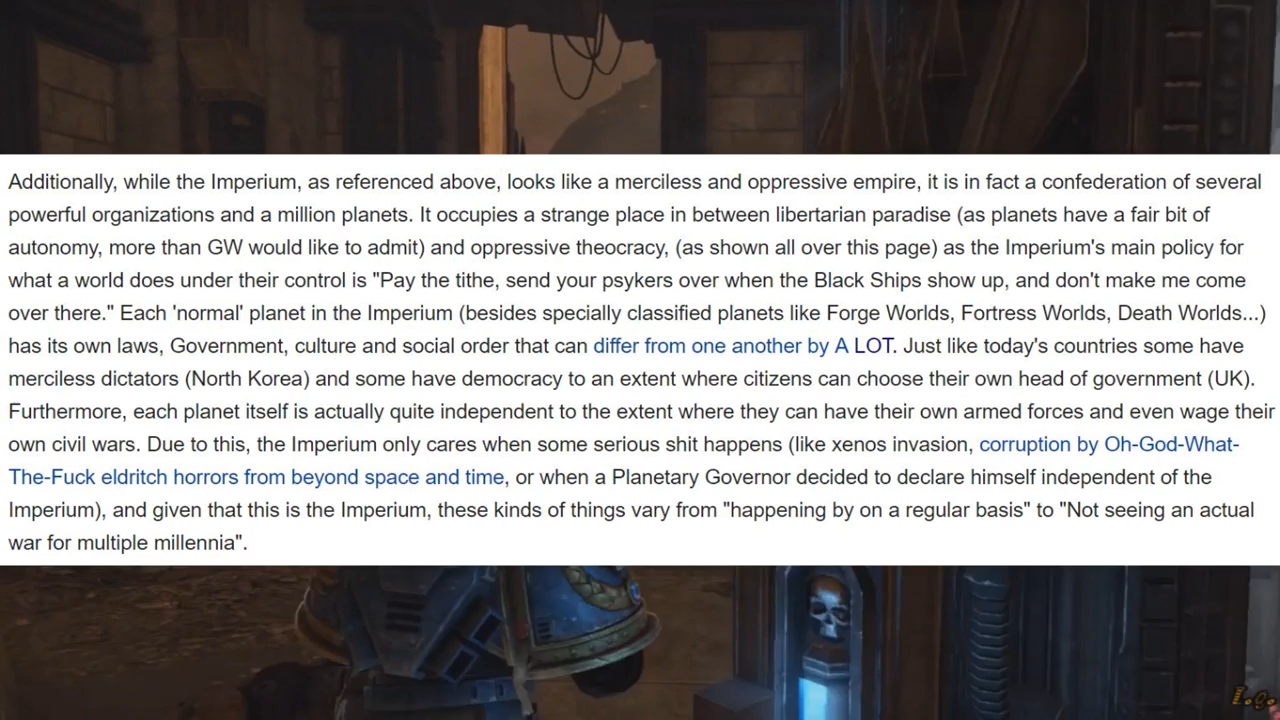 Additionally, while the Imperium, as referenced above, looks like a merciless and oppressive empire, it is in fact a confederation of several
powerful organizations and a million planets. It occupies a strange place in between libertarian paradise (as planets have a fair bit of
autonomy, more than GW would like to admit) and oppressive theocracy, (as shown all over this page) as the Imperium's main policy for
what a world does under their control is "Pay the tithe, send your psykers over when the Black Ships show up, and don't make me come
over there." Each 'normal' planet in the Imperium (besides specially classified planets like Forge Worlds, Fortress Worlds, Death Worlds...)
has its own laws, Government, culture and social order that can differ from one another by A LOT. Just like today's countries some have
merciless dictators (North Korea) and some have democracy to an extent where citizens can choose their own head of government (UK).
Furthermore, each planet itself is actually quite independent to the extent where they can have their own armed forces and even wage their
own civil wars. Due to this, the Imperium only cares when some serious shit happens (like xenos invasion, corruption by Oh-God-What-
The-Fuck eldritch horrors from beyond space and time, or when a Planetary Governor decided to declare himself independent of the
Imperium), and given that this is the Imperium, these kinds of things vary from "happening by on a regular basis" to "Not seeing an actual
war for multiple millennia".